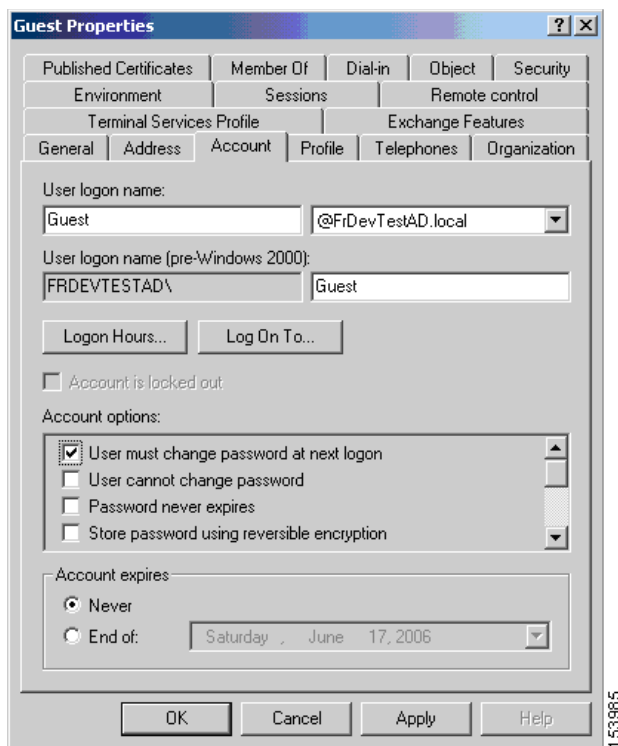 Guest Properties
Published Certificates Member Of Dial-in Object Security
Environment Sessions Remote control
Terminal Services Profile Exchange Features
General Address Account Profile Telephones Organization
User logon name:
Guest @FrDevTestAD.local
User logon name (pre-Windows 2000):
FRDEVTESTAD\ Guest
Logon Hours... Log On To...
Account is locked out
Account options:
User must change password at next logon
User cannot change password
Password never expires
Store password using reversible encryption
Account expires
Never
End of: Saturday , June 17, 2006
OK Cancel Apply Help
153985